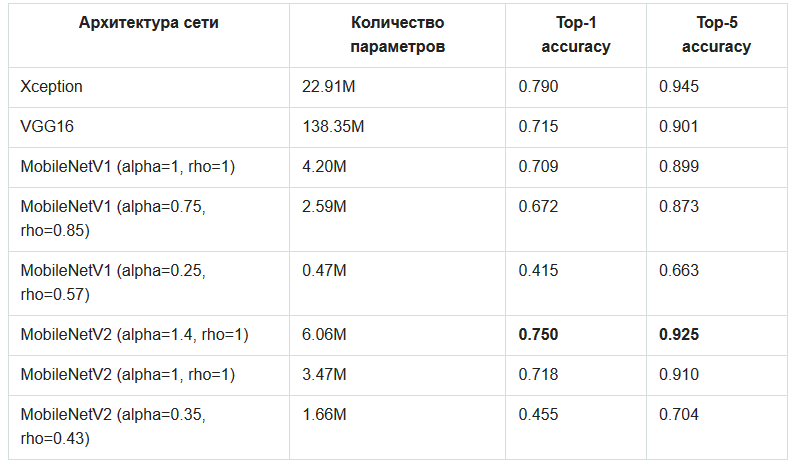 Архитектура сети Количество параметров Top-1 accuracy Top-5 accuracy
Xception 22.91M 0.790 0.945
VGG16 138.35M 0.715 0.901
MobileNetV1 (alpha=1, rho=1) 4.20M 0.709 0.899
MobileNetV1 (alpha=0.75, rho=0.85) 2.59M 0.672 0.873
MobileNetV1 (alpha=0.25, rho=0.57) 0.47M 0.415 0.663
MobileNetV2 (alpha=1.4, rho=1) 6.06M 0.750 0.925
MobileNetV2 (alpha=1, rho=1) 3.47M 0.718 0.910
MobileNetV2 (alpha=0.35, rho=0.43) 1.66M 0.455 0.704